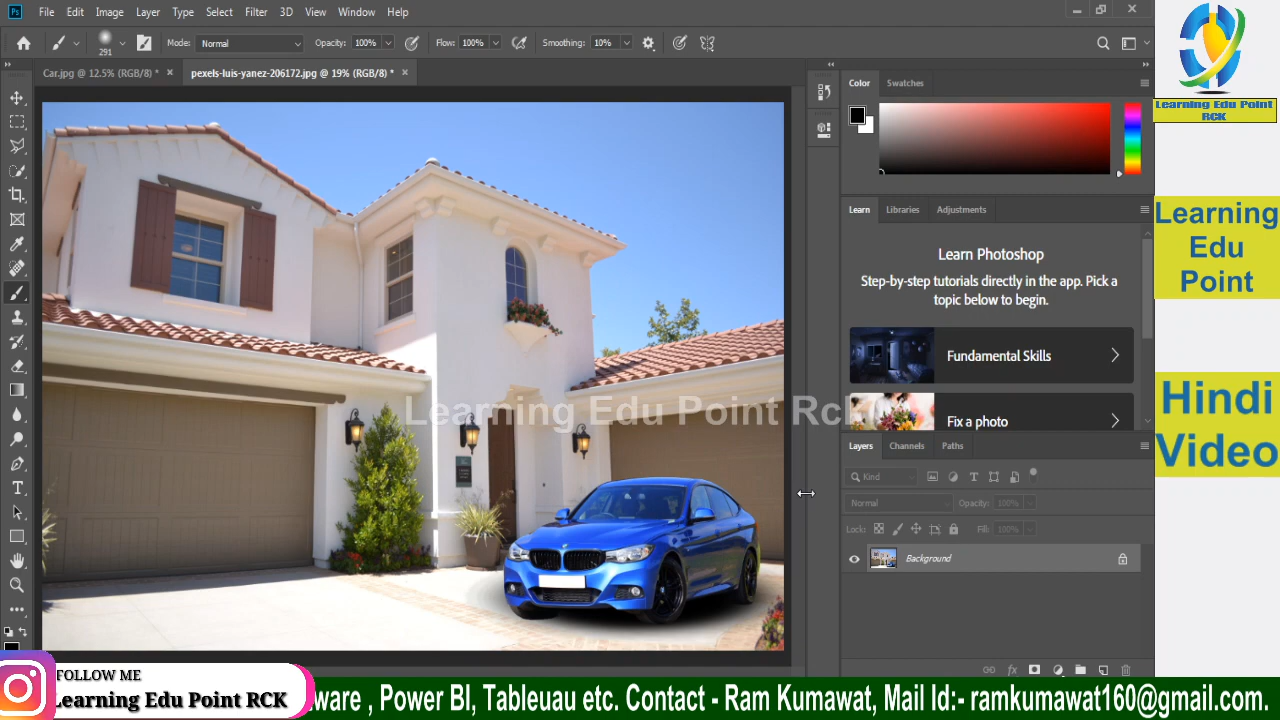 Ps File Edit Image Layer Type Select Filter 3D View Window Help
291 Mode: Normal Opacity: 100% Flow: 100% Smoothing: 10%
Car.jpg @ 12.5% (RGB/8) * × pexels-luis-yanez-206172.jpg @ 19% (RGB/8) * ×
Color Swatches
Learn Libraries Adjustments
Learn Photoshop
Step-by-step tutorials directly in the app. Pick a
topic below to begin.
Fundamental Skills
Fix a photo
Layers Channels Paths
Kind
Normal Opacity: 100%
Lock: Fill: 100%
Background
Learning Edu Point Rck
Learning Edu Point
RCK
Learning
Edu
Point
Hindi
Video
FOLLOW ME
Learning Edu Point RCK
ware , Power BI, Tableuau etc. Contact - Ram Kumawat, Mail Id:- ramkumawat160@gmail.com.